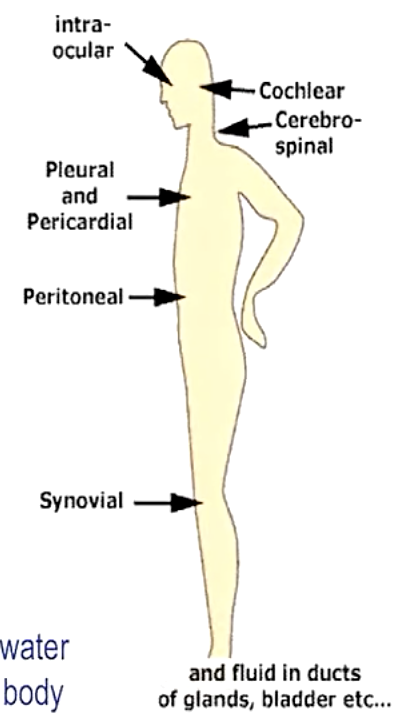 intra-
ocular
Cochlear
Cerebro-
spinal
Pleural
and
Pericardial
Peritoneal
Synovial
water
body
and fluid in ducts
of glands, bladder etc...